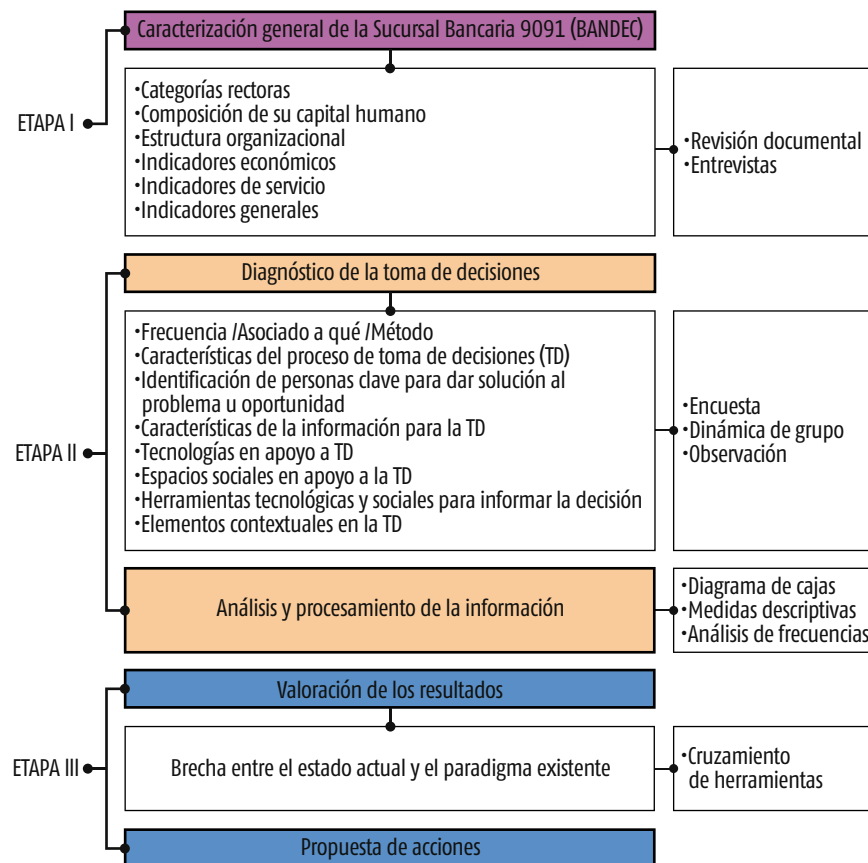 Caracterización general de la Sucursal Bancaria 9091 (BANDEC)
ETAPA I
•Categorías rectoras
•Composición de su capital humano
•Estructura organizacional
•Indicadores económicos
•Indicadores de servicio
•Indicadores generales
•Revisión documental
•Entrevistas
Diagnóstico de la toma de decisiones
ETAPA II
•Frecuencia /Asociado a qué /Método
•Características del proceso de toma de decisiones (TD)
•Identificación de personas clave para dar solución al
problema u oportunidad
•Características de la información para la TD
•Tecnologías en apoyo a TD
•Espacios sociales en apoyo a la TD
•Herramientas tecnológicas y sociales para informar la decisión
•Elementos contextuales en la TD
•Encuesta
•Dinámica de grupo
•Observación
Análisis y procesamiento de la información
•Diagrama de cajas
•Medidas descriptivas
•Análisis de frecuencias
Valoración de los resultados
ETAPA III
Brecha entre el estado actual y el paradigma existente
•Cruzamiento
de herramientas
Propuesta de acciones